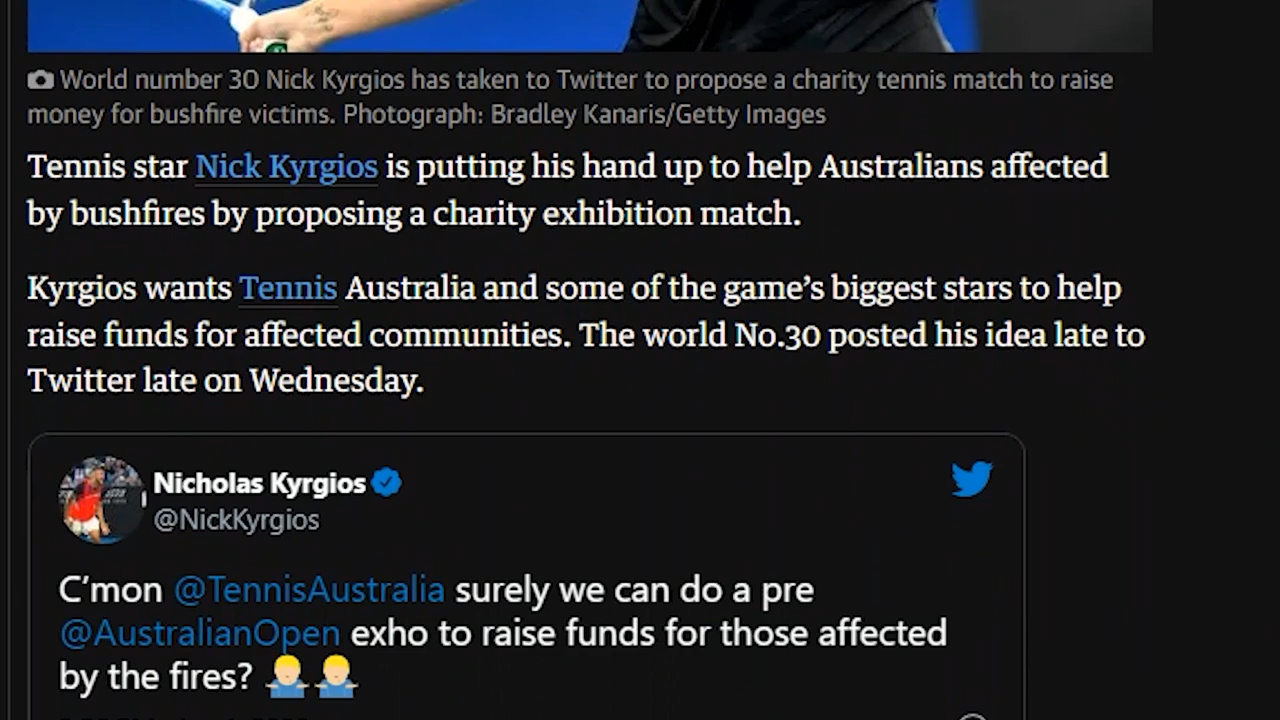 World number 30 Nick Kyrgios has taken to Twitter to propose a charity tennis match to raise
money for bushfire victims. Photograph: Bradley Kanaris/Getty Images
Tennis star Nick Kyrgios is putting his hand up to help Australians affected
by bushfires by proposing a charity exhibition match.
Kyrgios wants Tennis Australia and some of the game's biggest stars to help
raise funds for affected communities. The world No.30 posted his idea late to
Twitter late on Wednesday.
Nicholas Kyrgios
@NickKyrgios
C'mon @TennisAustralia surely we can do a pre
@AustralianOpen exho to raise funds for those affected
by the fires?